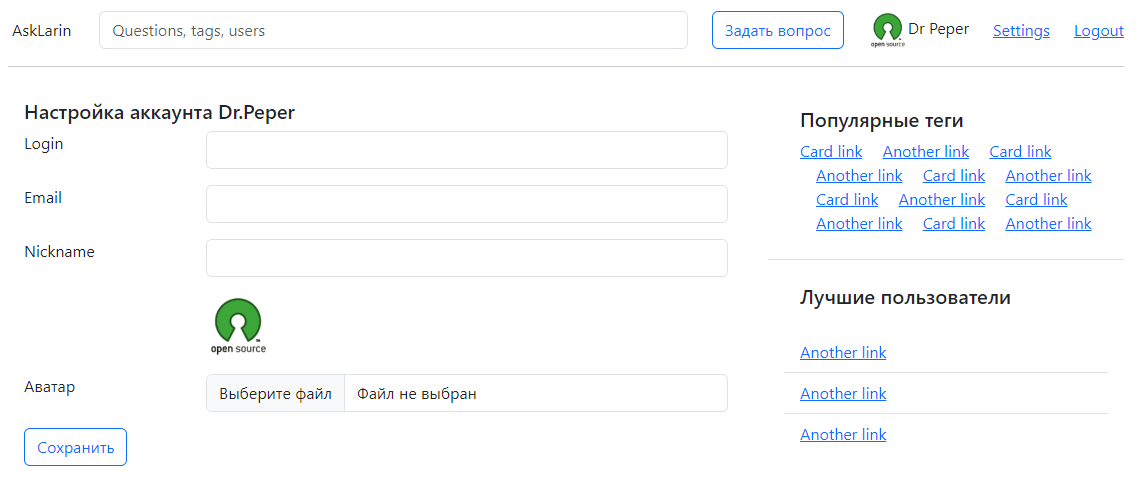 AskLarin Questions, tags, users Задать вопрос open source Dr Peper Settings Logout
Настройка аккаунта Dr.Peper
Login
Email
Nickname
open source
Аватар Выберите файл Файл не выбран
Сохранить
Популярные теги
Card link Another link Card link
Another link Card link Another link
Card link Another link Card link
Another link Card link Another link
Лучшие пользователи
Another link
Another link
Another link